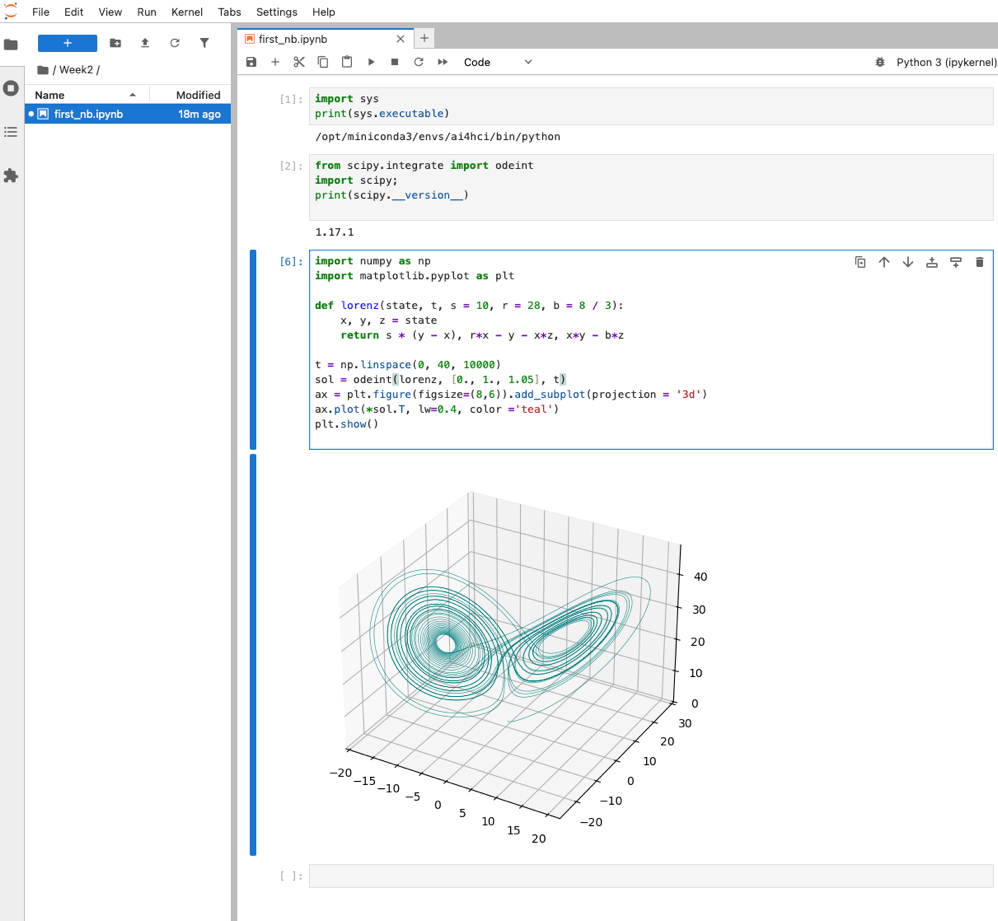 File Edit View Run Kernel Tabs Settings Help
+
/ Week2 /
Name Modified
first_nb.ipynb 18m ago
first_nb.ipynb
Code
Python 3 (ipykernel)
[1]:
import sys
print(sys.executable)
/opt/miniconda3/envs/ai4hci/bin/python
[2]:
from scipy.integrate import odeint
import scipy;
print(scipy.__version__)
1.17.1
[6]:
import numpy as np
import matplotlib.pyplot as plt
def lorenz(state, t, s = 10, r = 28, b = 8 / 3):
    x, y, z = state
    return s * (y - x), r*x - y - x*z, x*y - b*z
t = np.linspace(0, 40, 10000)
sol = odeint(lorenz, [0., 1., 1.05], t)
ax = plt.figure(figsize=(8,6)).add_subplot(projection = '3d')
ax.plot(*sol.T, lw=0.4, color ='teal')
plt.show()
40
30
20
10
0
30
20
10
0
−10
−20
−20
−15
−10
−5
0
5
10
15
20
[ ]: